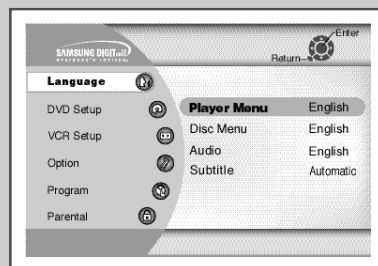 Enter
SAMSUNG DIGITall
Return
Language
DVD Setup
VCR Setup
Option
Program
Parental
Player Menu English
Disc Menu English
Audio English
Subtitle Automatic